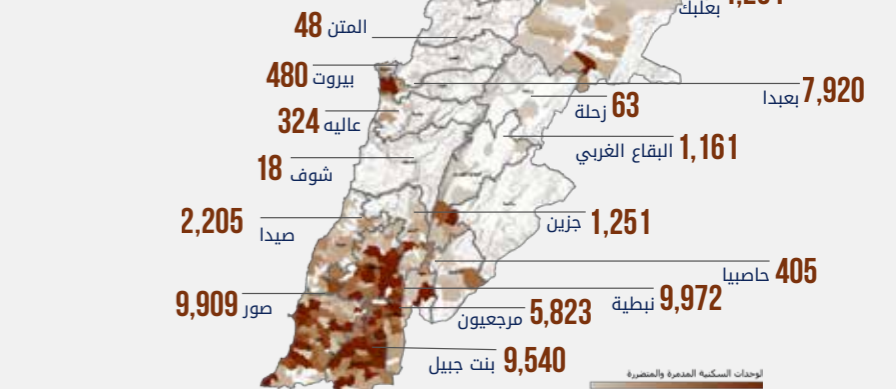 بعلبك
المتن 48
بيروت 480
بعبدا 7,920
زحلة 63
عاليه 324
البقاع الغربي 1,161
شوف 18
جزين 1,251
صيدا 2,205
حاصبيا 405
نبطية 9,972
صور 9,909
مرجعيون 5,823
بنت جبيل 9,540
لوحدات السكنية المدمرة والمتضررة